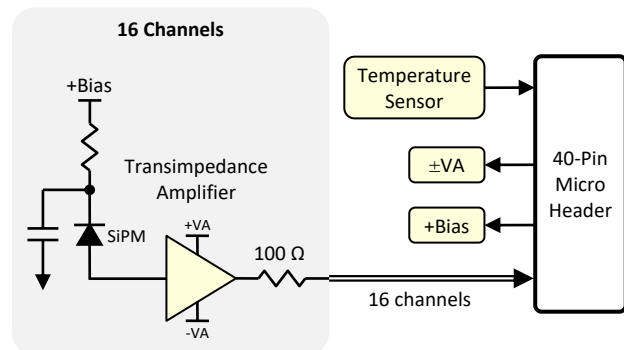 16 Channels
+Bias
Transimpedance
Amplifier
SiPM
+VA
-VA
100 Ω
16 channels
Temperature
Sensor
±VA
+Bias
40-Pin
Micro
Header